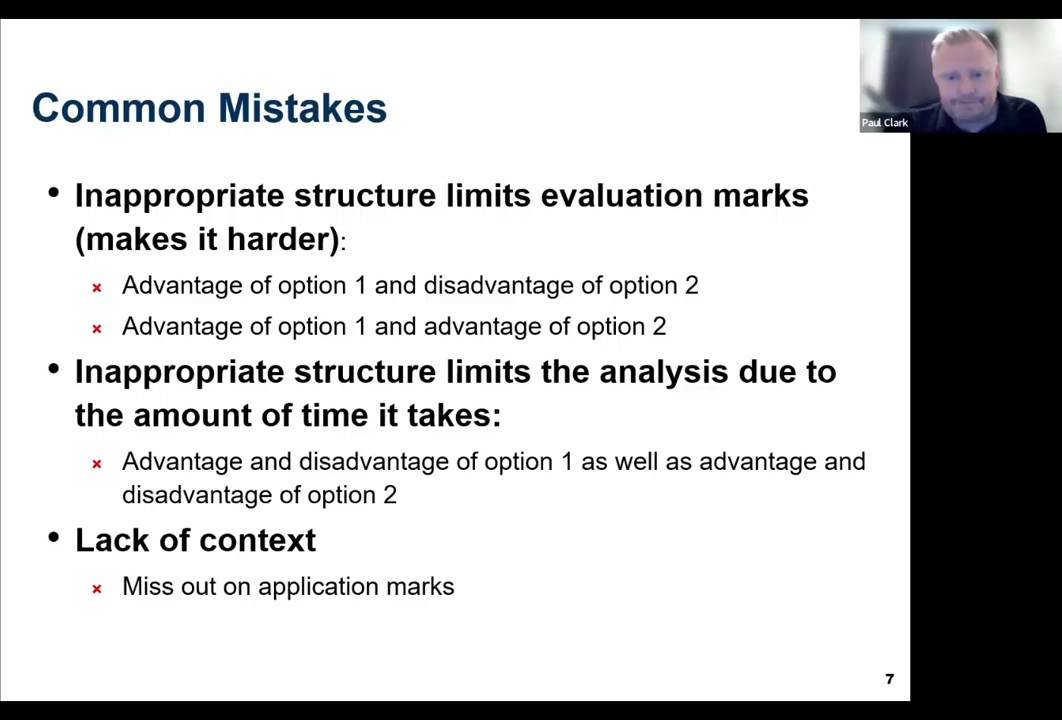 Common Mistakes
Paul Clark
• Inappropriate structure limits evaluation marks
(makes it harder):
× Advantage of option 1 and disadvantage of option 2
× Advantage of option 1 and advantage of option 2
• Inappropriate structure limits the analysis due to
the amount of time it takes:
× Advantage and disadvantage of option 1 as well as advantage and
disadvantage of option 2
• Lack of context
× Miss out on application marks
7